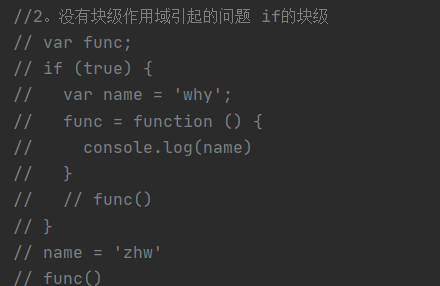 //2。没有块级作用域引起的问题 if的块级
// var func;
// if (true) {
//   var name = 'why';
//   func = function () {
//     console.log(name)
//   }
//   // func()
// }
// name = 'zhw'
// func()